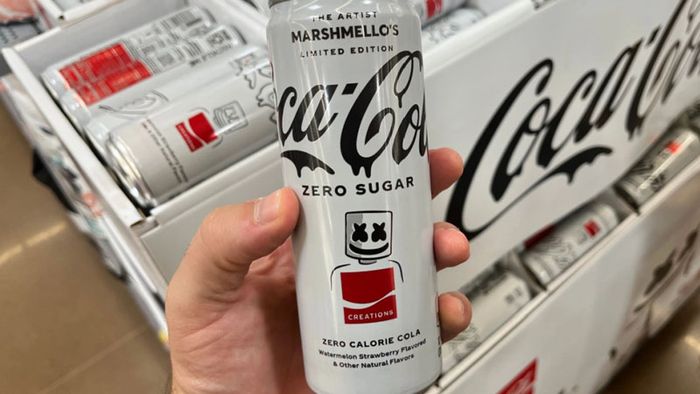 THE ARTIST
MARSHMELLO'S
LIMITED EDITION
Coca-Cola
ZERO SUGAR
CREATIONS
ZERO CALORIE COLA
Watermelon Strawberry Flavored
& Other Natural Flavors
Coca-Cola